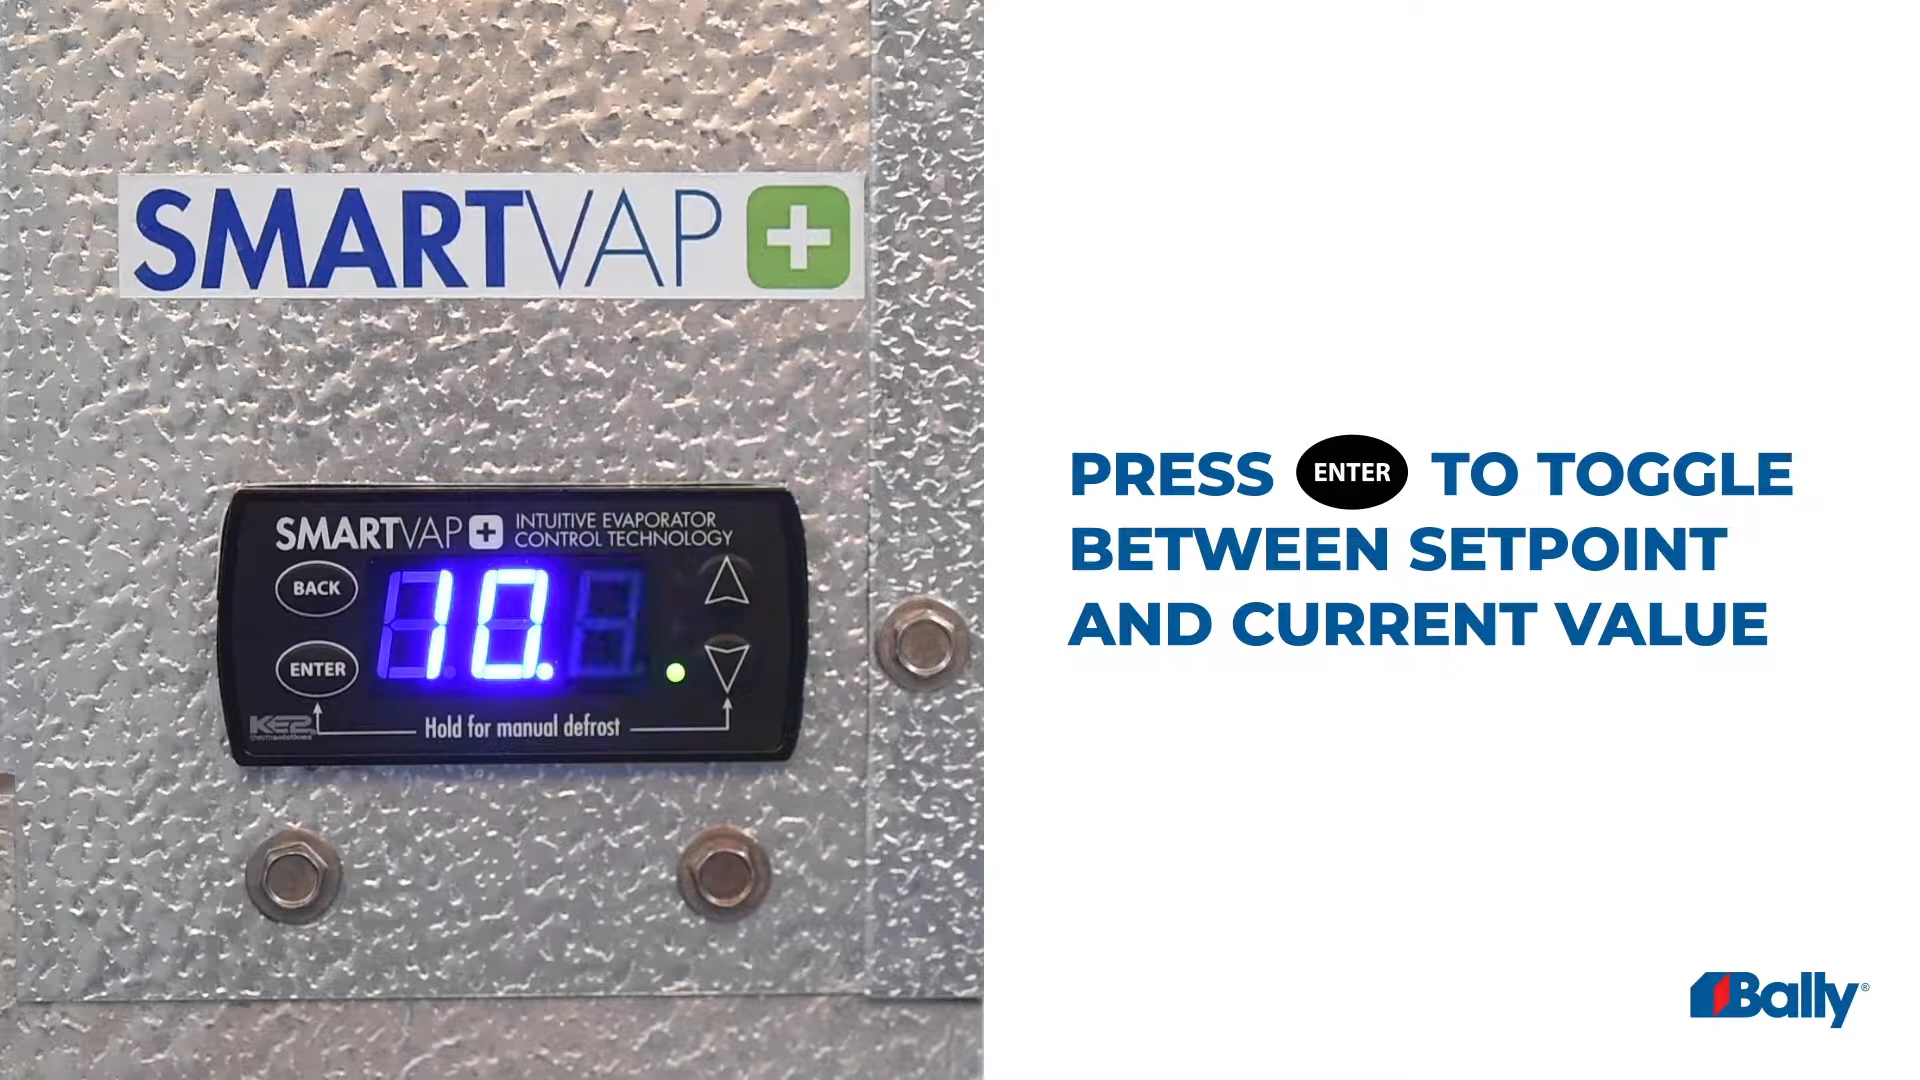 SMARTVAP+
SMARTVAP+ INTUITIVE EVAPORATOR
CONTROL TECHNOLOGY
BACK
10.
ENTER
KE2
Hold for manual defrost
PRESS ENTER TO TOGGLE
BETWEEN SETPOINT
AND CURRENT VALUE
Bally®